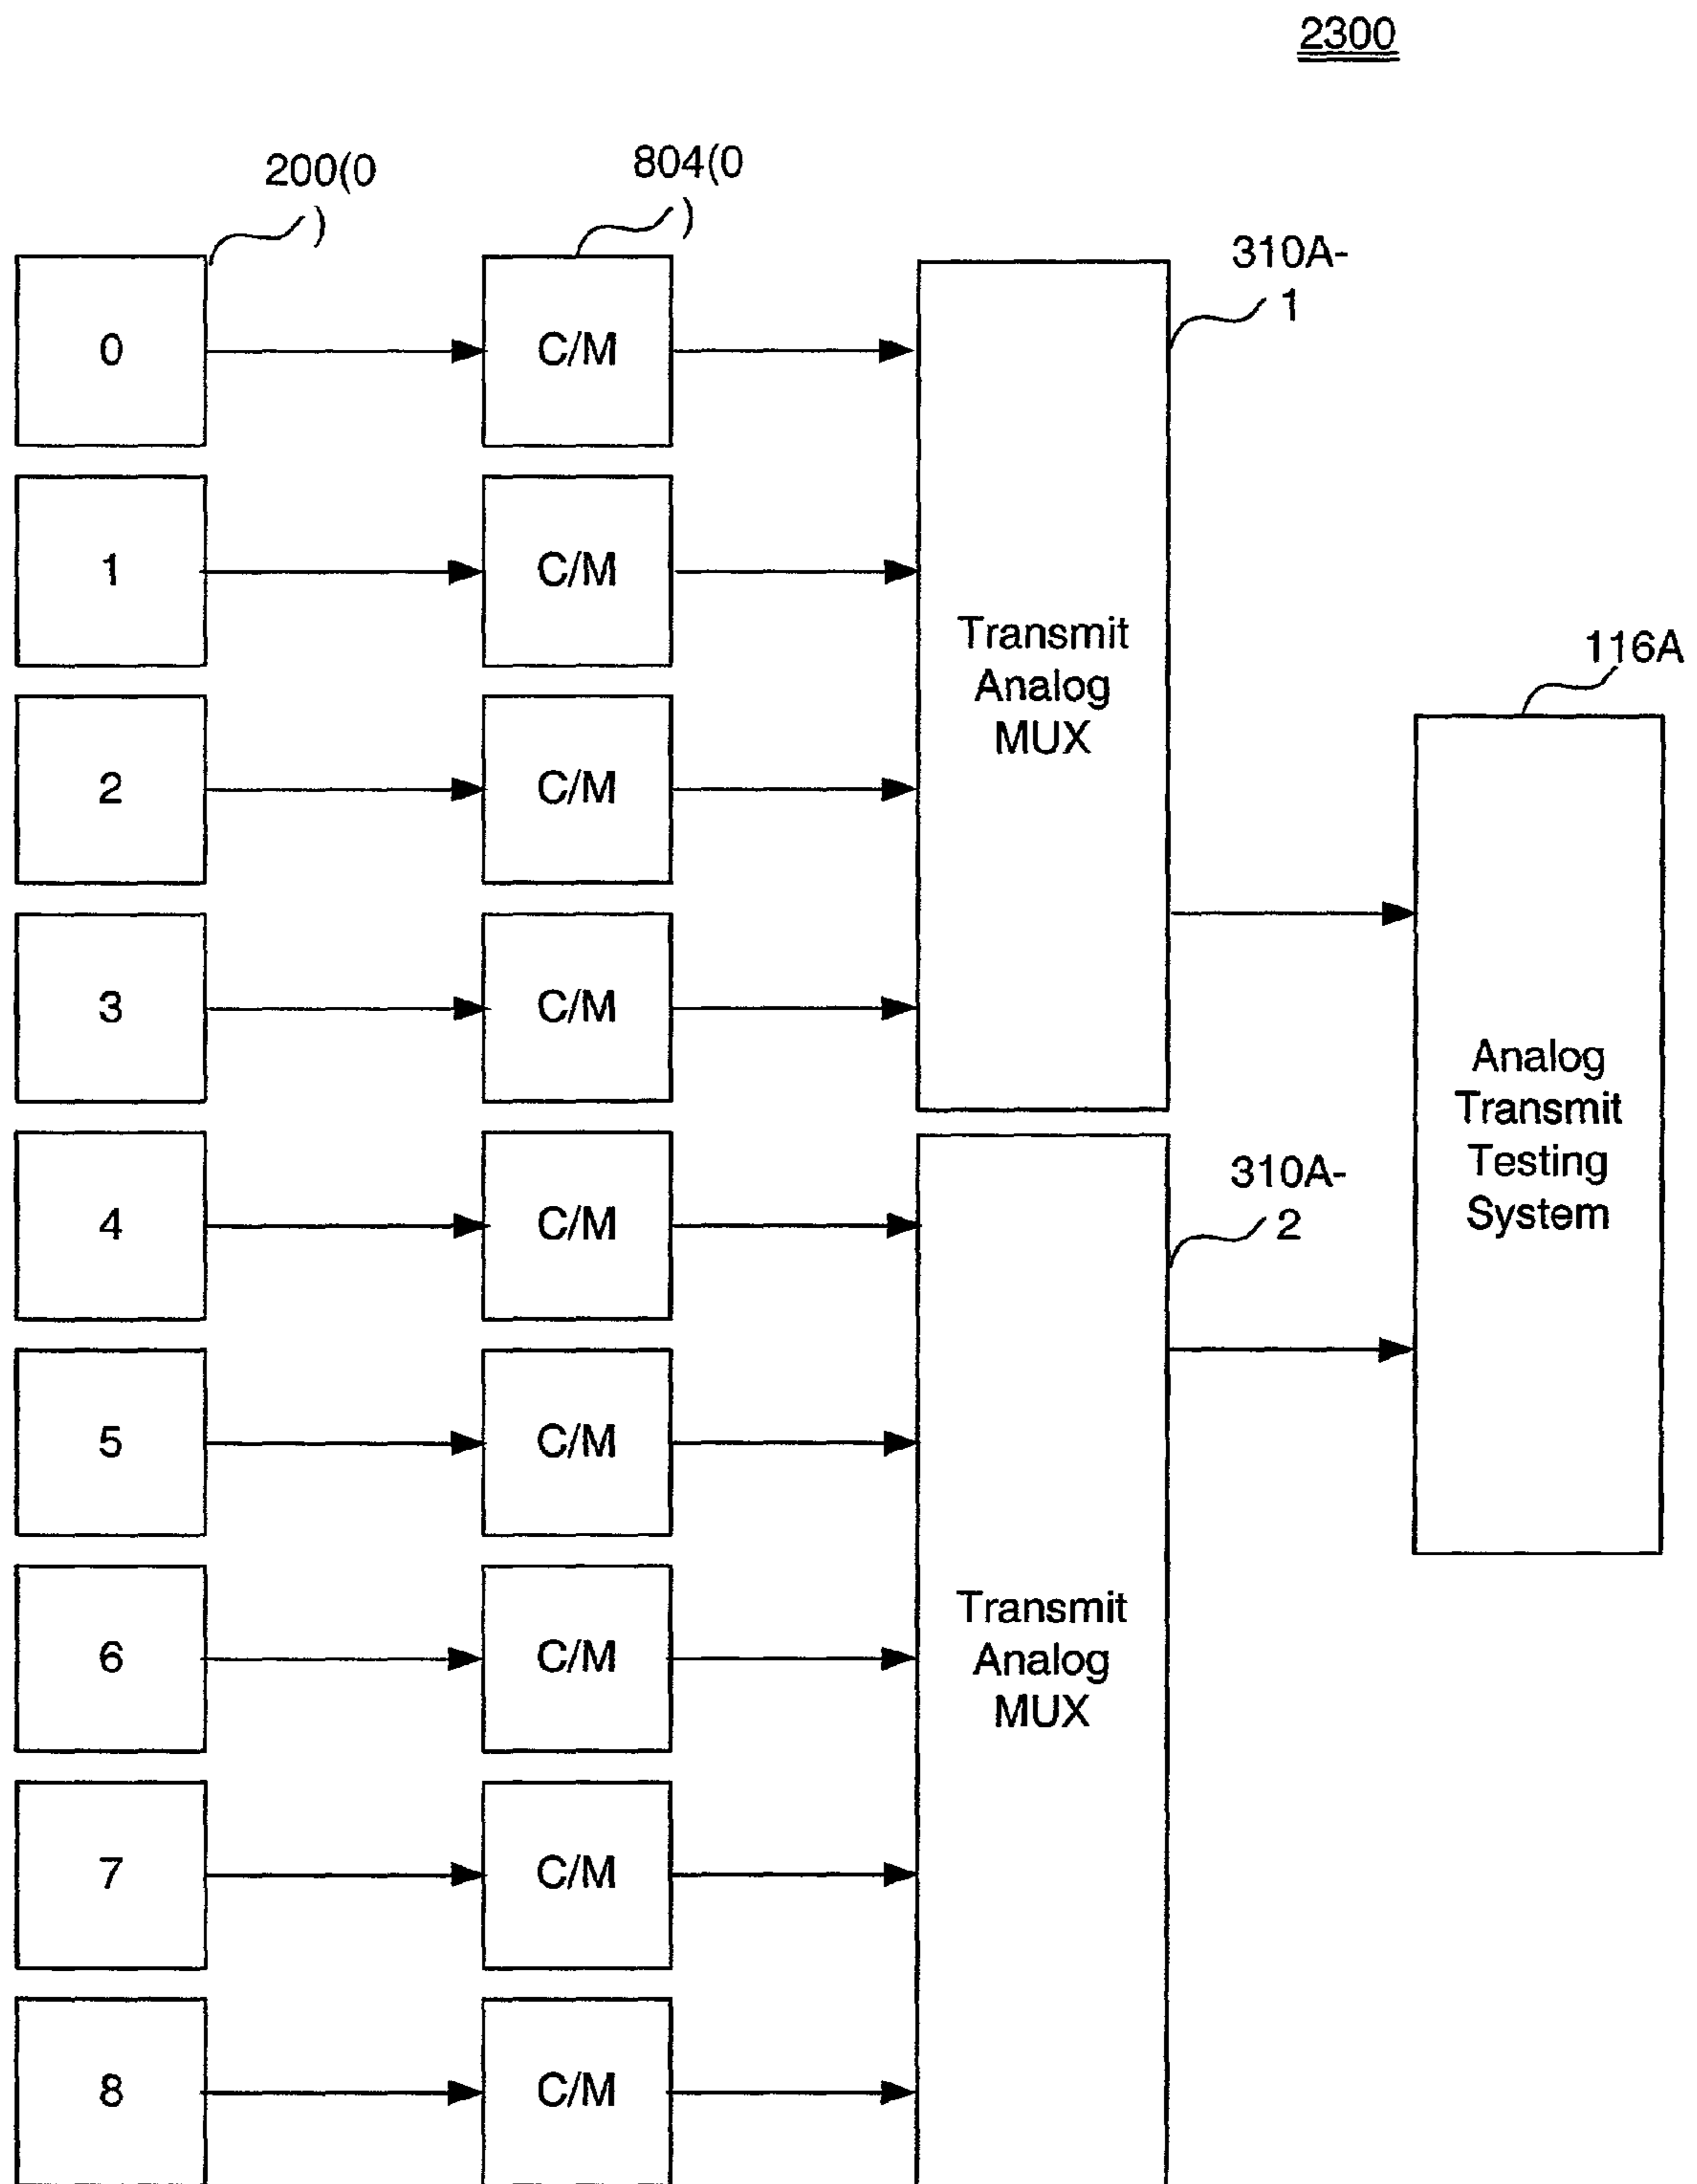 2300
200(0
)
804(0
)
310A-
1
0
C/M
1
C/M
Transmit
Analog
MUX
116A
2
C/M
3
C/M
Analog
Transmit
Testing
System
310A-
2
4
C/M
5
C/M
6
C/M
Transmit
Analog
MUX
7
C/M
8
C/M